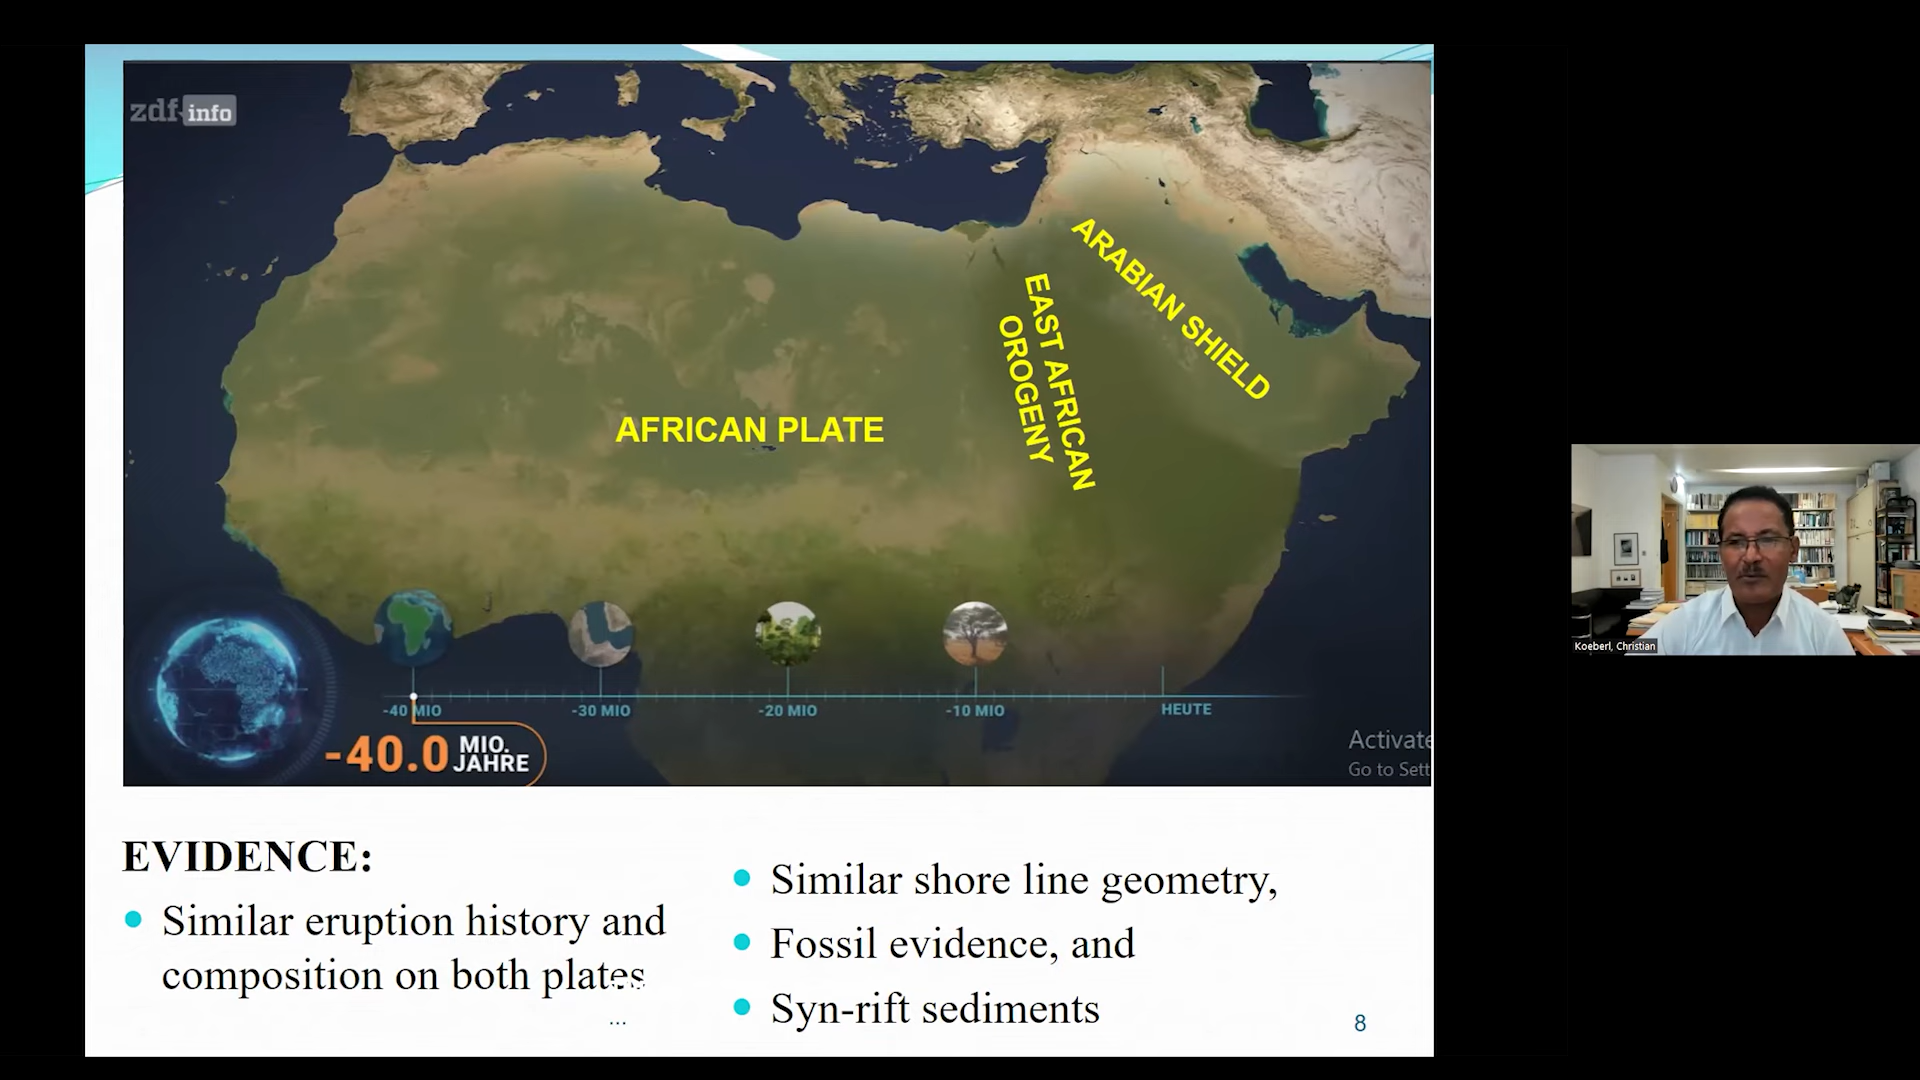 zdf info
ARABIAN SHIELD
EAST AFRICAN
OROGENY
AFRICAN PLATE
-40 MIO
-30 MIO
-20 MIO
-10 MIO
HEUTE
-40.0 MIO.
JAHRE
Activate
Go to Sett
EVIDENCE:
Similar eruption history and
composition on both plates
...
Similar shore line geometry,
Fossil evidence, and
Syn-rift sediments
8
Koeberl, Christian